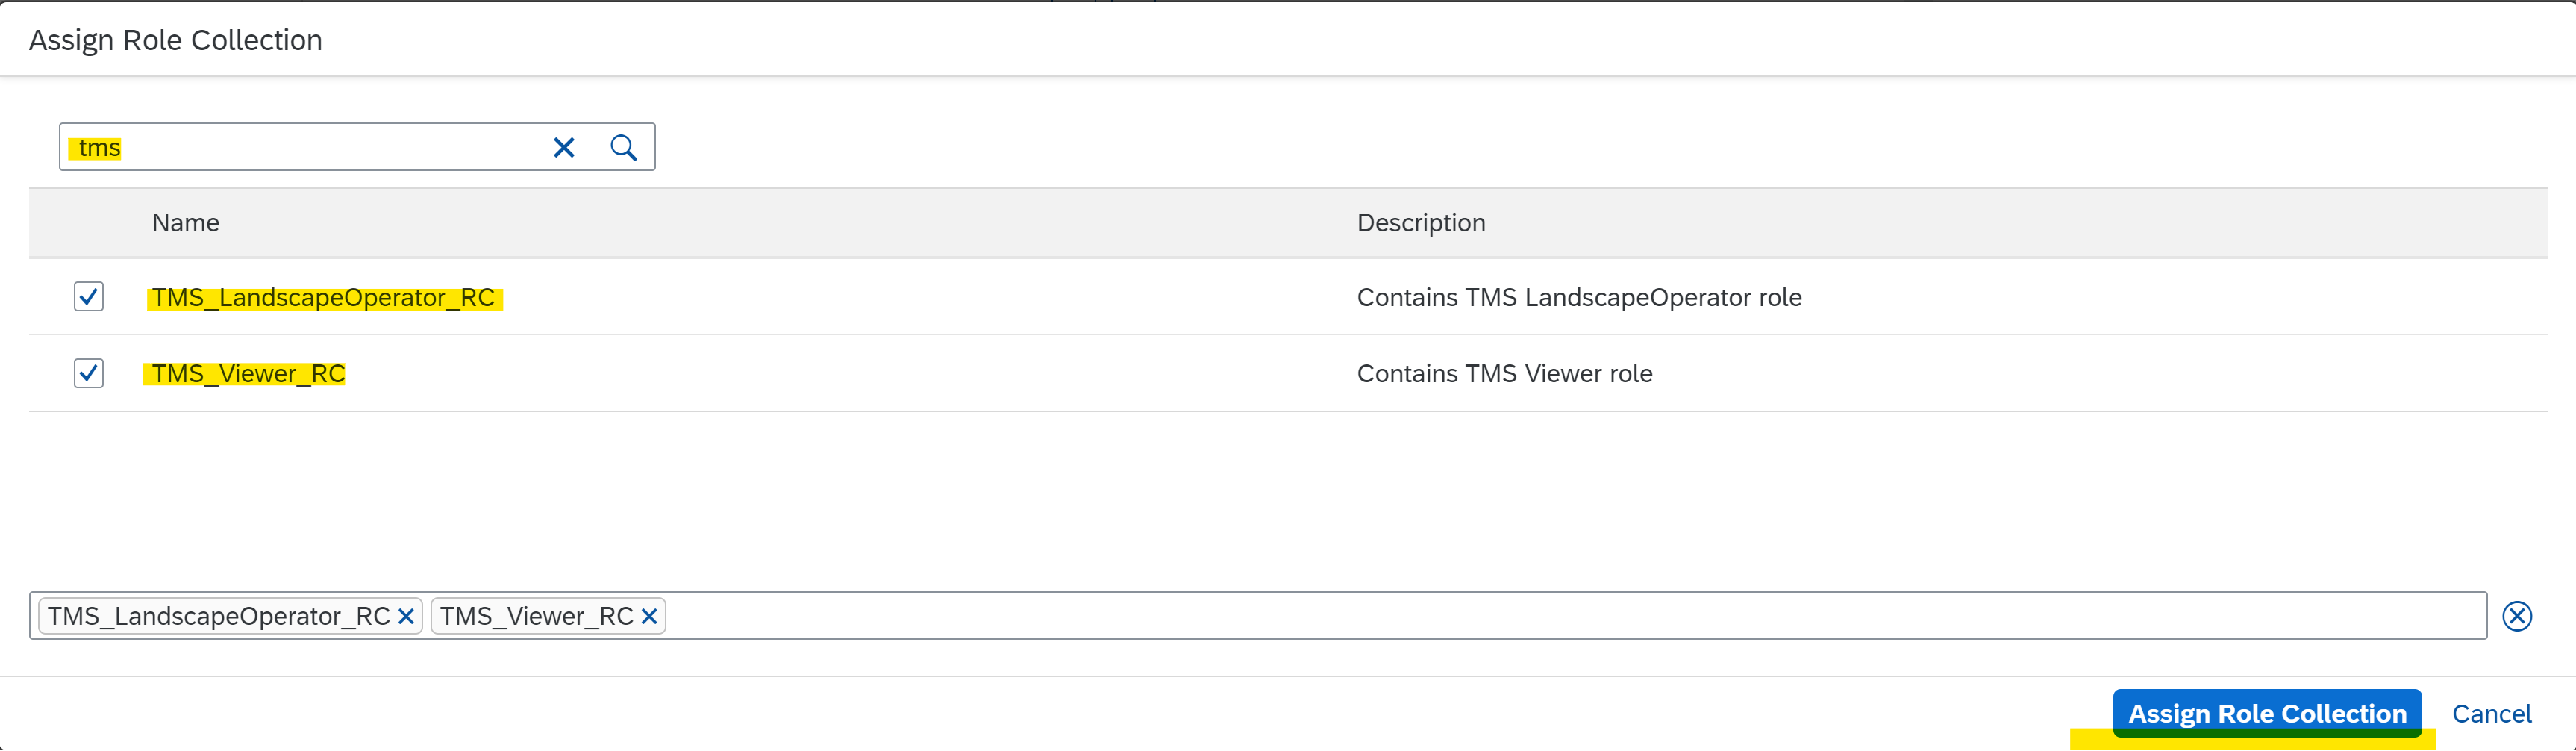 Assign Role Collection
tms
Name Description
TMS_LandscapeOperator_RC Contains TMS LandscapeOperator role
TMS_Viewer_RC Contains TMS Viewer role
TMS_LandscapeOperator_RC TMS_Viewer_RC
Assign Role Collection Cancel